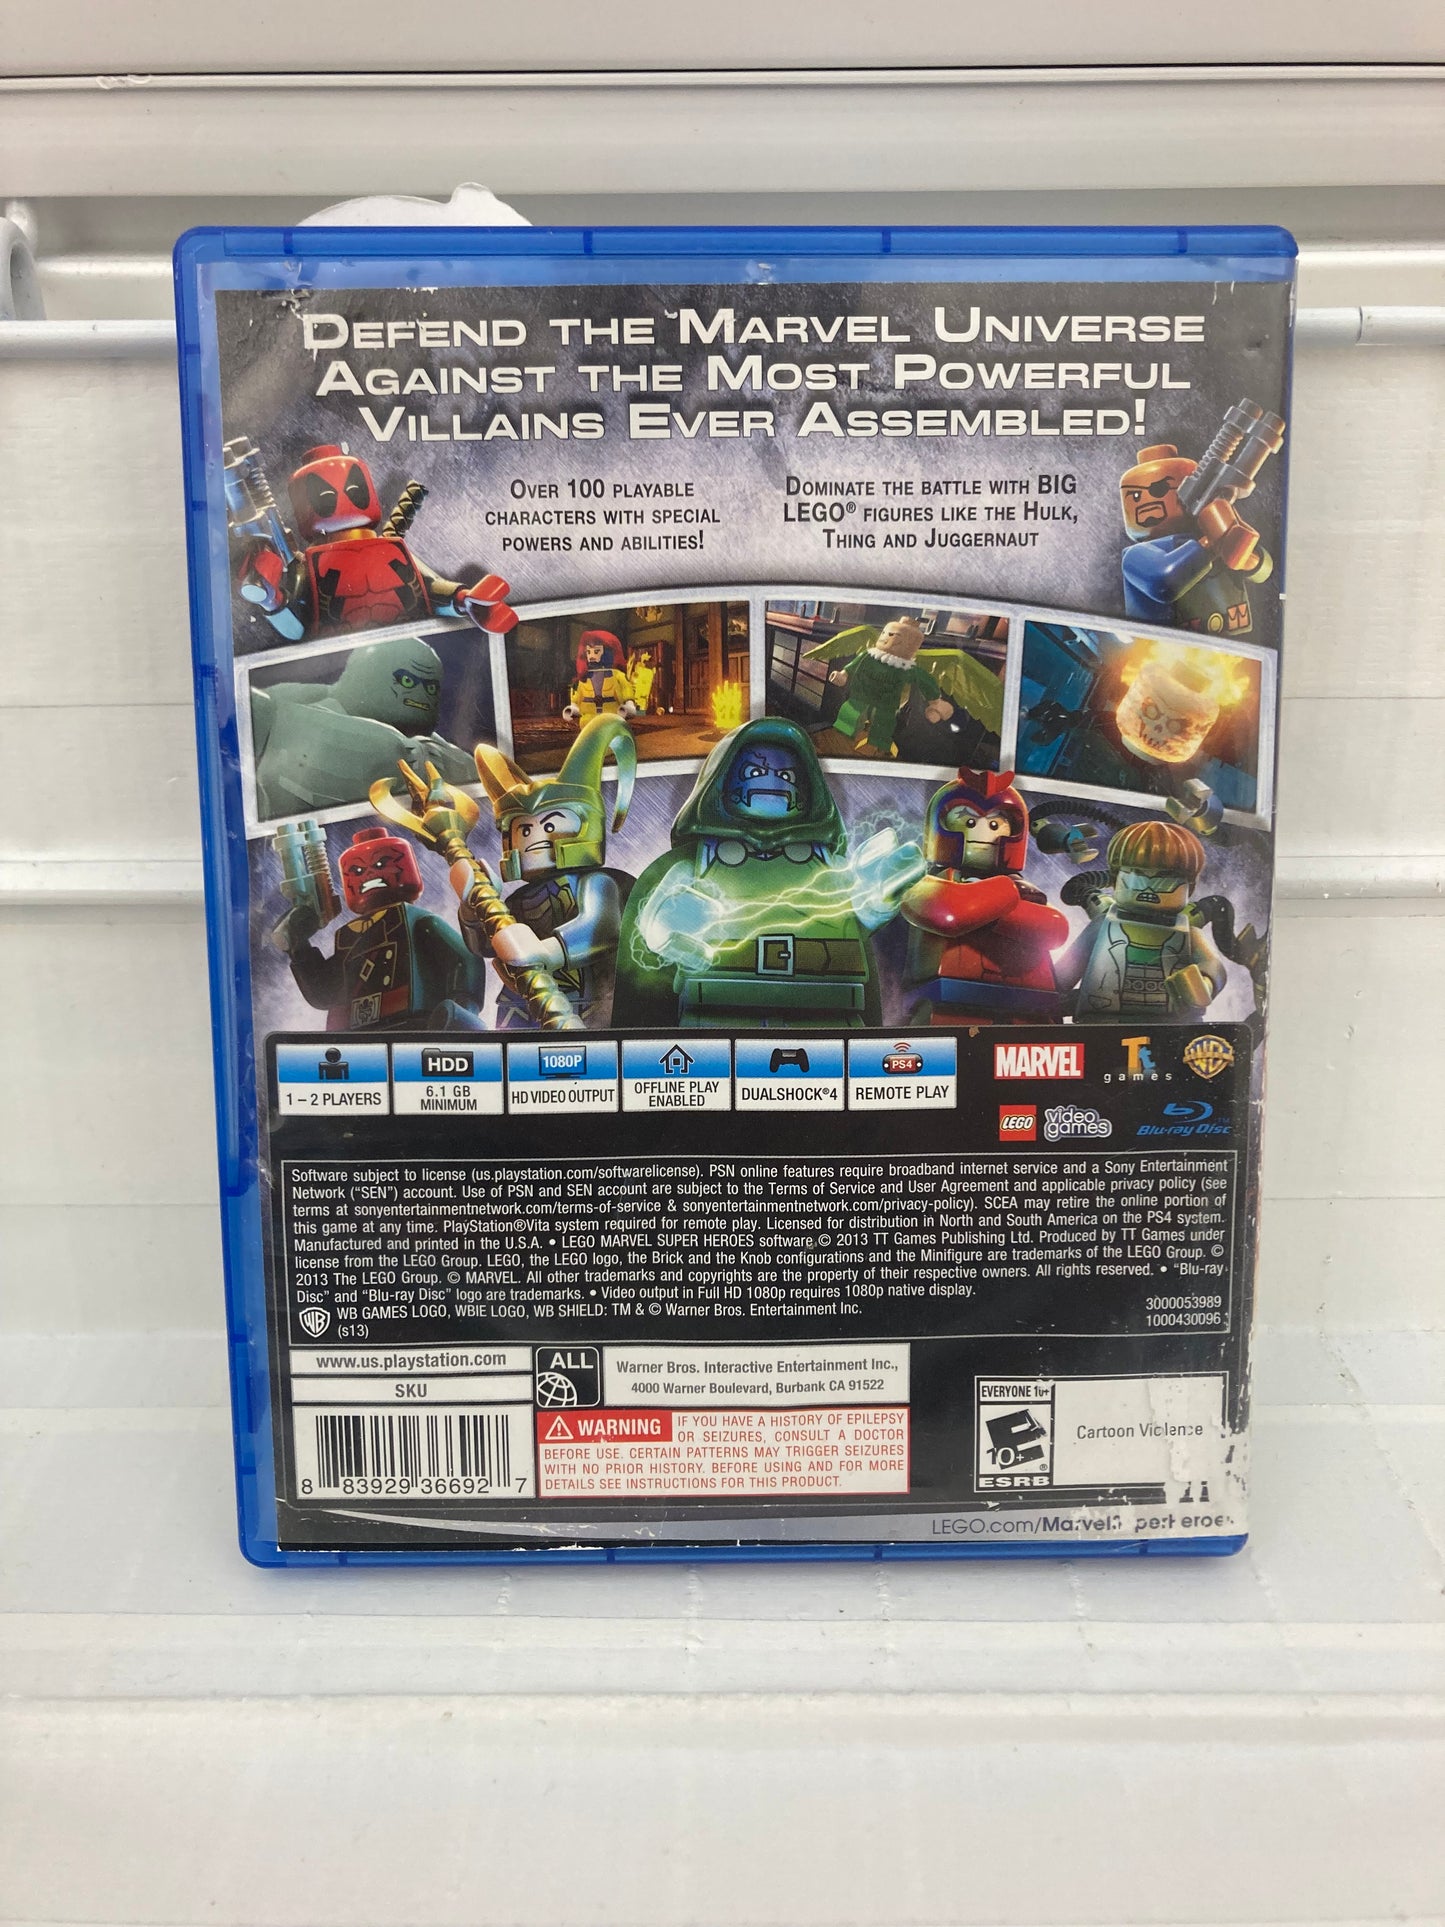 DEFEND THE MARVEL UNIVERSE
AGAINST THE MOST POWERFUL
VILLAINS EVER ASSEMBLED!
OVER 100 PLAYABLE
CHARACTERS WITH SPECIAL
POWERS AND ABILITIES!
DOMINATE THE BATTLE WITH BIG
LEGO® FIGURES LIKE THE HULK,
THING AND JUGGERNAUT
1 – 2 PLAYERS
HDD
6.1 GB
MINIMUM
1080P
HD VIDEO OUTPUT
OFFLINE PLAY
ENABLED
DUALSHOCK®4
PS4
REMOTE PLAY
MARVEL
Tt
games
WB
LEGO
video
games
Blu-ray Disc™
Software subject to license (us.playstation.com/softwarelicense). PSN online features require broadband internet service and a Sony Entertainment
Network (“SEN”) account. Use of PSN and SEN account are subject to the Terms of Service and User Agreement and applicable privacy policy (see
terms at sonyentertainmentnetwork.com/terms-of-service & sonyentertainmentnetwork.com/privacy-policy). SCEA may retire the online portion of
this game at any time. PlayStation®Vita system required for remote play. Licensed for distribution in North and South America on the PS4 system.
Manufactured and printed in the U.S.A. • LEGO MARVEL SUPER HEROES software © 2013 TT Games Publishing Ltd. Produced by TT Games under
license from the LEGO Group. LEGO, the LEGO logo, the Brick and the Knob configurations and the Minifigure are trademarks of the LEGO Group. ©
2013 The LEGO Group. © MARVEL. All other trademarks and copyrights are the property of their respective owners. All rights reserved. • “Blu-ray
Disc” and “Blu-ray Disc” logo are trademarks. • Video output in Full HD 1080p requires 1080p native display.
WB GAMES LOGO, WBIE LOGO, WB SHIELD: TM & © Warner Bros. Entertainment Inc.
(s13)
3000053989
1000430096
www.us.playstation.com
SKU
8 83929 36692 7
ALL
Warner Bros. Interactive Entertainment Inc.,
4000 Warner Boulevard, Burbank CA 91522
WARNING
IF YOU HAVE A HISTORY OF EPILEPSY
OR SEIZURES, CONSULT A DOCTOR
BEFORE USE. CERTAIN PATTERNS MAY TRIGGER SEIZURES
WITH NO PRIOR HISTORY. BEFORE USING AND FOR MORE
DETAILS SEE INSTRUCTIONS FOR THIS PRODUCT.
EVERYONE 10+
10+
ESRB
Cartoon Violence